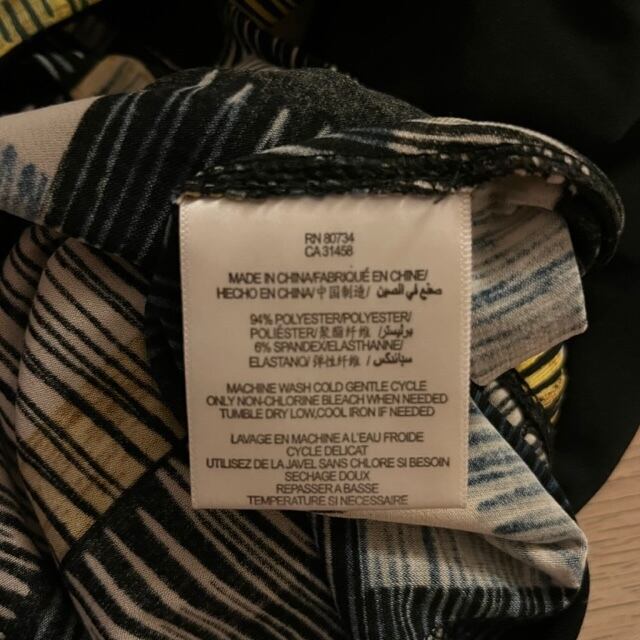 RN 80734
CA 31456
MADE IN CHINA/FABRIQUÉ EN CHINE/
HECHO EN CHINA/中国制造/ صنع في الصين
94% POLYESTER/POLYESTER/
POLIÉSTER/聚酯纤维/ بوليستر
6% SPANDEX/ELASTHANNE/
ELASTANO/弹性纤维/ سباندكس
MACHINE WASH COLD GENTLE CYCLE
ONLY NON-CHLORINE BLEACH WHEN NEEDED
TUMBLE DRY LOW,COOL IRON IF NEEDED
LAVAGE EN MACHINE A L'EAU FROIDE
CYCLE DELICAT
UTILISEZ DE LA JAVEL SANS CHLORE SI BESOIN
SECHAGE DOUX
REPASSER A BASSE
TEMPERATURE SI NECESSAIRE